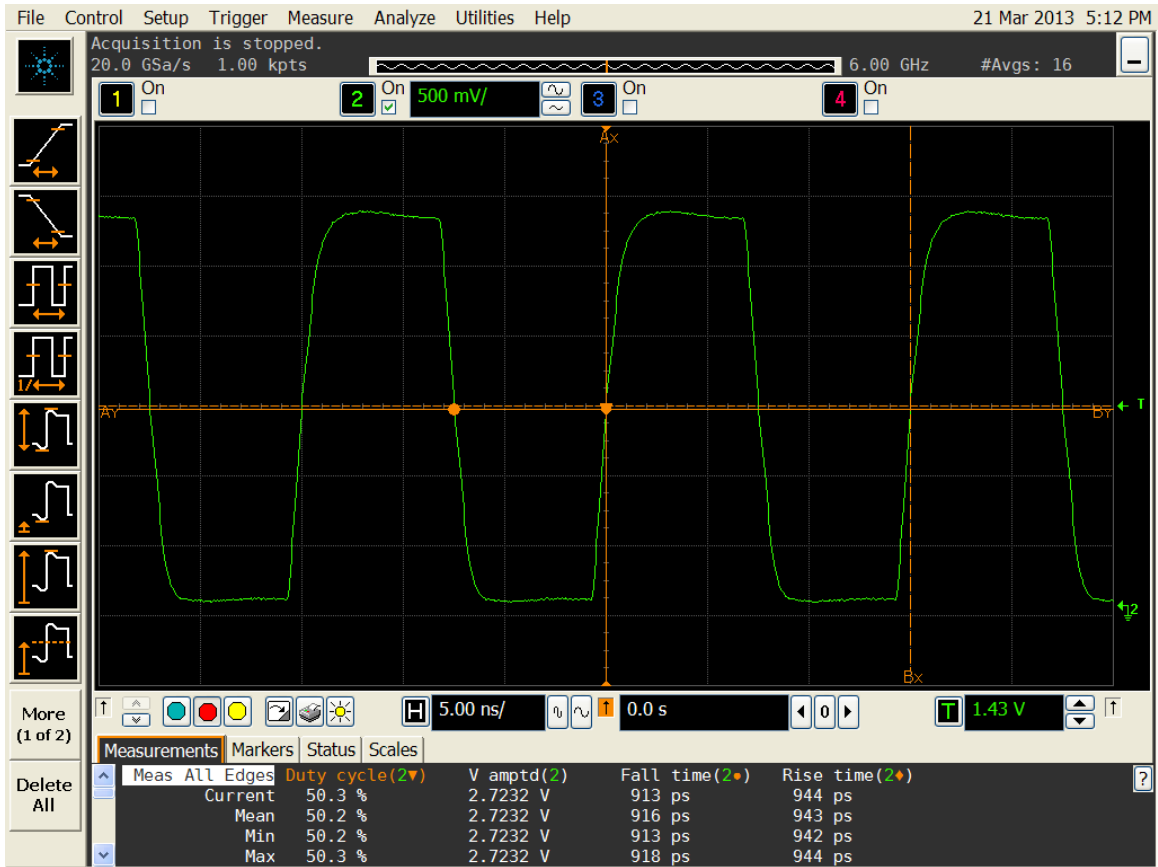 File Control Setup Trigger Measure Analyze Utilities Help 21 Mar 2013 5:12 PM
Acquisition is stopped.
20.0 GSa/s 1.00 kpts 6.00 GHz #Avgs: 16
1 On 2 On 500 mV/ 3 On 4 On
Ax
AY BY
T
2
Bx
1/
More
(1 of 2)
Delete
All
H 5.00 ns/ 0.0 s 0 T 1.43 V
Measurements Markers Status Scales
Meas All Edges Duty cycle(2▼) V amptd(2) Fall time(2●) Rise time(2♦) ?
Current 50.3 % 2.7232 V 913 ps 944 ps
Mean 50.2 % 2.7232 V 916 ps 943 ps
Min 50.2 % 2.7232 V 913 ps 942 ps
Max 50.3 % 2.7232 V 918 ps 944 ps